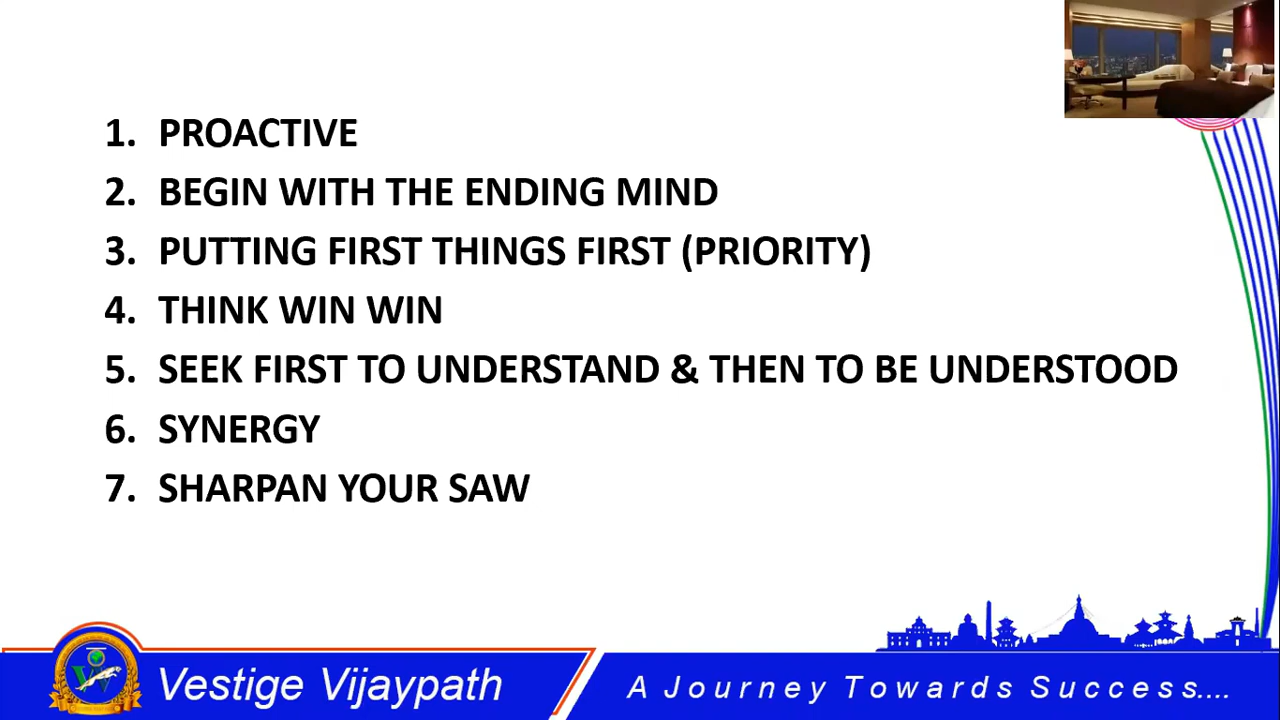 1. PROACTIVE
2. BEGIN WITH THE ENDING MIND
3. PUTTING FIRST THINGS FIRST (PRIORITY)
4. THINK WIN WIN
5. SEEK FIRST TO UNDERSTAND & THEN TO BE UNDERSTOOD
6. SYNERGY
7. SHARPAN YOUR SAW
Vestige Vijaypath
A Journey Towards Success....